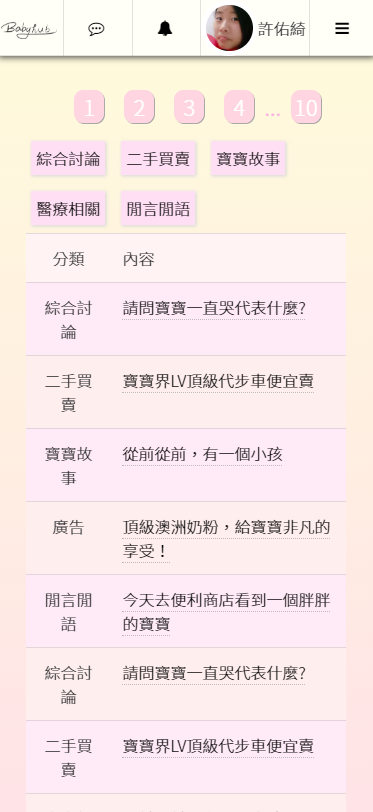 Babyhub
許佑綺
1 2 3 4 ... 10
綜合討論 二手買賣 寶寶故事
醫療相關 閒言閒語
分類 內容
綜合討 請問寶寶一直哭代表什麼?
論
二手買 寶寶界LV頂級代步車便宜賣
賣
寶寶故 從前從前，有一個小孩
事
廣告 頂級澳洲奶粉，給寶寶非凡的
享受！
閒言閒 今天去便利商店看到一個胖胖
語 的寶寶
綜合討 請問寶寶一直哭代表什麼?
論
二手買 寶寶界LV頂級代步車便宜賣
賣